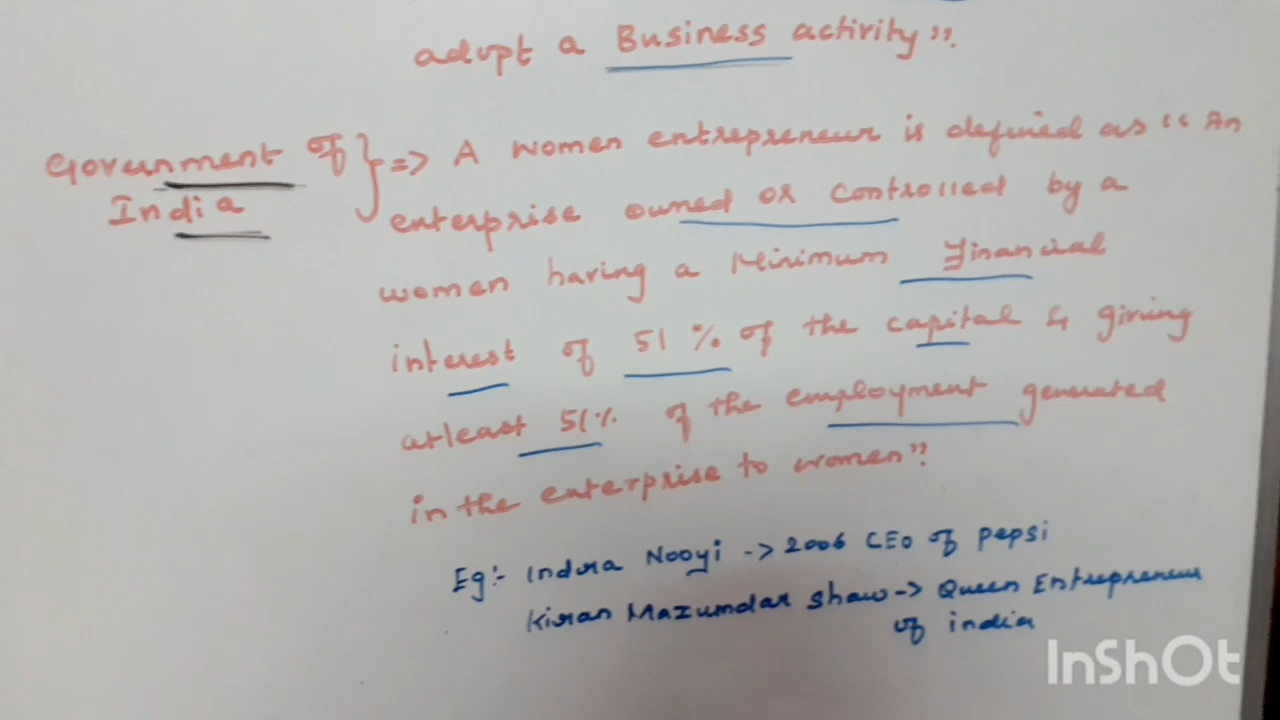 adopt a Business activity".
Government of India } => A women entrepreneur is defined as "An
enterprise owned or controlled by a
women having a Minimum financial
interest of 51% of the capital & giving
atleast 51% of the employment generated
in the enterprise to women"
Eg:- Indra Nooyi -> 2006 CEO of pepsi
Kiran Mazumdar Shaw -> Queen Entrepreneur
of india
InShOt